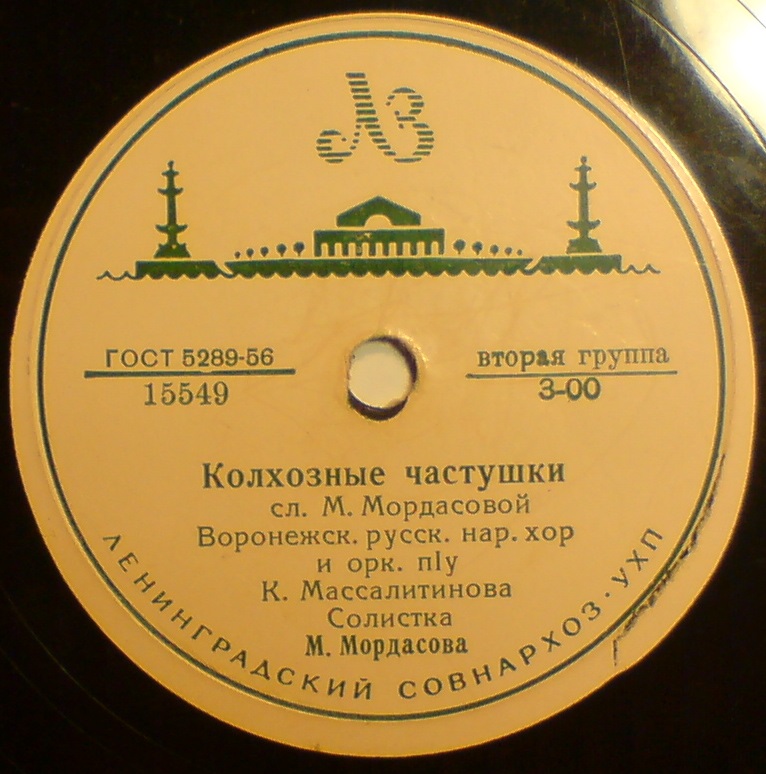 ЛЗ
ГОСТ 5289-56
15549
вторая группа
3-00
Колхозные частушки
сл. М. Мордасовой
Воронежск. русск. нар. хор
и орк. п/у
К. Массалитинова
Солистка
М. Мордасова
ЛЕНИНГРАДСКИЙ СОВНАРХОЗ · УХП